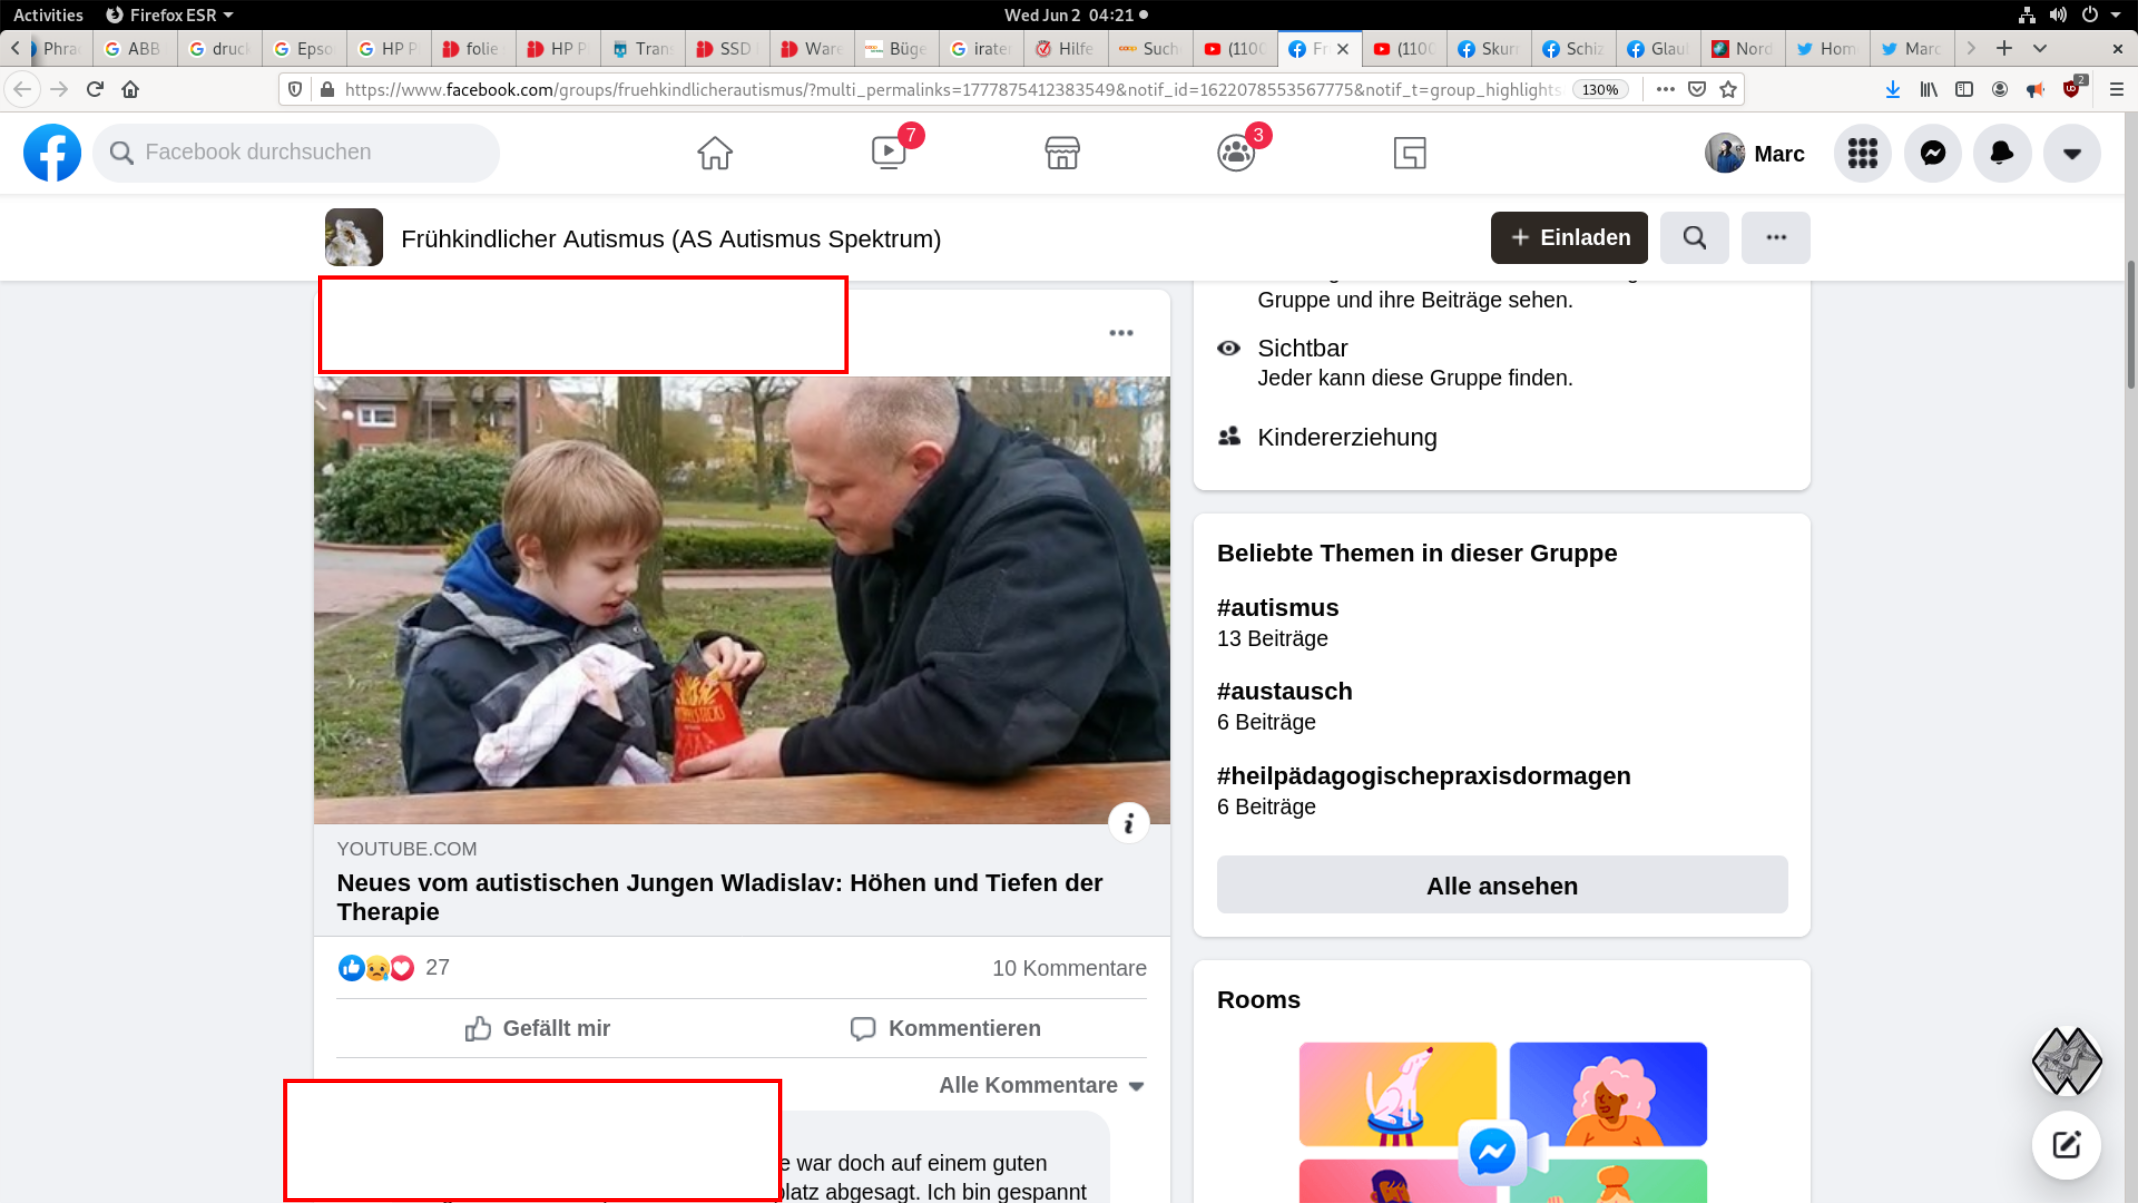 Activities
Firefox ESR
Wed Jun 2 04:21
Phra
ABB
druc
Epso
HP P
folie
HP P
Tran
SSD
Ware
Büge
irate
Hilfe
Such
(110
Fr
(110
Skur
Schiz
Glau
Nord
Hom
Marc
https://www.facebook.com/groups/fruehkindlicherautismus/?multi_permalinks=1777875412383549&notif_id=1622078553567775&notif_t=group_highlights
130%
2
Facebook durchsuchen
7
3
Marc
Frühkindlicher Autismus (AS Autismus Spektrum)
+ Einladen
Gruppe und ihre Beiträge sehen.
Sichtbar
Jeder kann diese Gruppe finden.
Kindererziehung
YOUTUBE.COM
Neues vom autistischen Jungen Wladislav: Höhen und Tiefen der
Therapie
27
10 Kommentare
Gefällt mir
Kommentieren
Alle Kommentare
e war doch auf einem guten
platz abgesagt. Ich bin gespannt
Beliebte Themen in dieser Gruppe
#autismus
13 Beiträge
#austausch
6 Beiträge
#heilpädagogischepraxisdormagen
6 Beiträge
Alle ansehen
Rooms